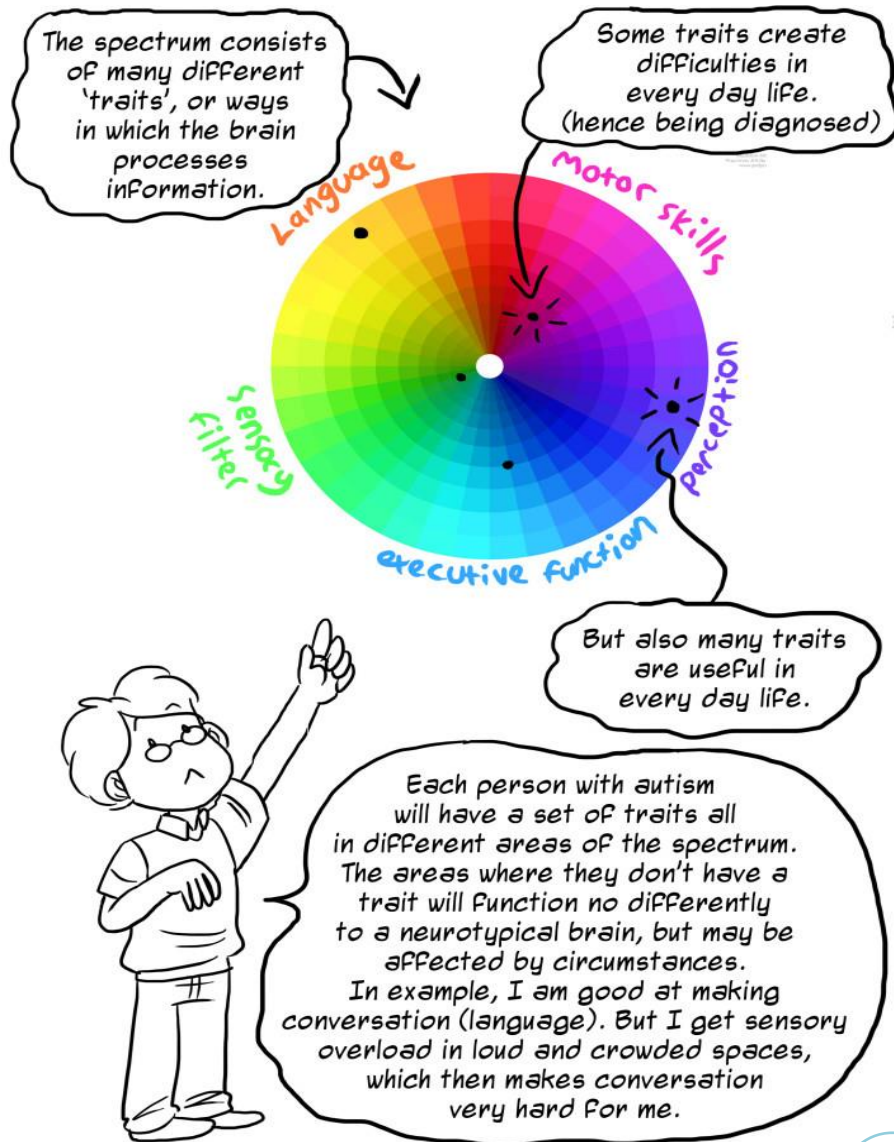 The spectrum consists
of many different
'traits', or ways
in which the brain
processes
information.
Some traits create
difficulties in
every day life.
(hence being diagnosed)
Language
Motor skills
perception
executive function
sensory
filter
But also many traits
are useful in
every day life.
Each person with autism
will have a set of traits all
in different areas of the spectrum.
The areas where they don't have a
trait will function no differently
to a neurotypical brain, but may be
affected by circumstances.
In example, I am good at making
conversation (language). But I get sensory
overload in loud and crowded spaces,
which then makes conversation
very hard for me.